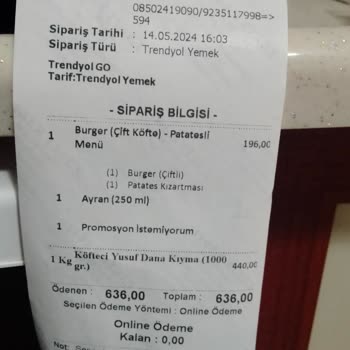 08502419090/9235117998=>
594
Sipariş Tarihi : 14.05.2024 16:03
Sipariş Türü : Trendyol Yemek
Trendyol GO
Tarif:Trendyol Yemek
- SİPARİŞ BİLGİSİ -
1 Burger (Çift Köfte) - Patatesli Menü 196,00
(1) Burger (Çiftli)
(1) Patates Kızartması
1 Ayran (250 ml)
1 Promosyon İstemiyorum
1 Kg Köfteci Yusuf Dana Kıyma (1000 gr.) 440,00
Ödenen : 636,00 Toplam : 636,00
Seçilen Ödeme Yöntemi : Online Ödeme
Online Ödeme
Kalan : 0,00
Not: